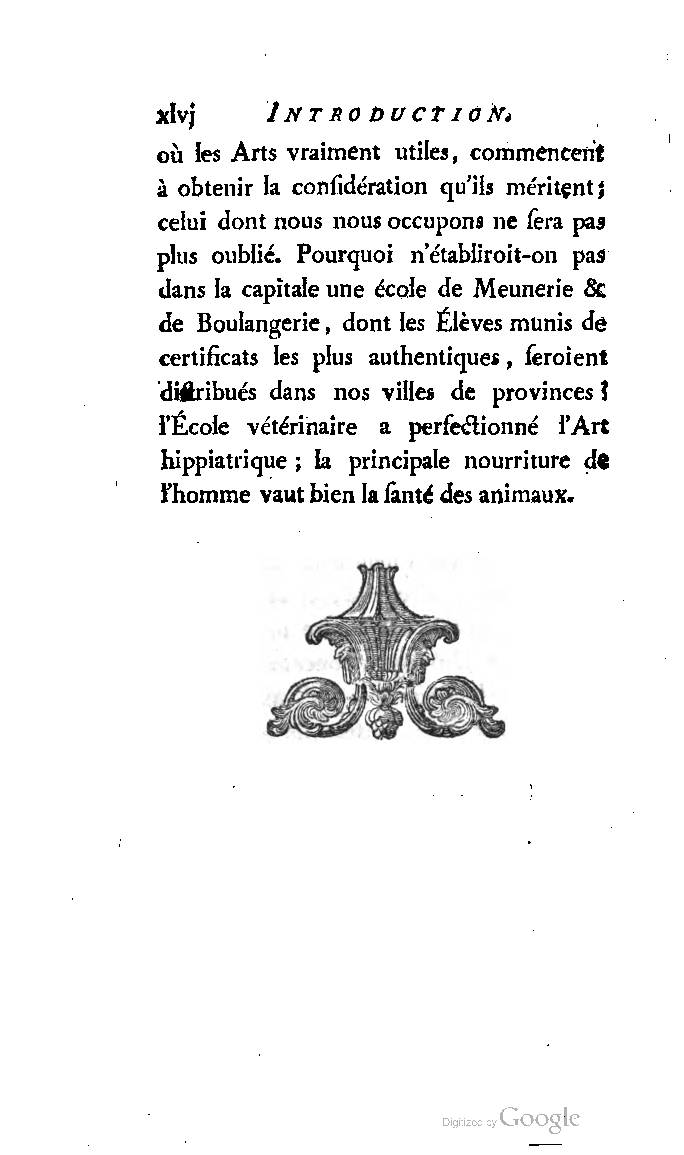 xlvj INTRODUCTION.
où les Arts vraiment utiles, commencent
à obtenir la conſidération qu'ils méritent;
celui dont nous nous occupons ne ſera pas
plus oublié. Pourquoi n'établiroit-on pas
dans la capitale une école de Meunerie &
de Boulangerie, dont les Élèves munis de
certificats les plus authentiques, ſeroient
diſtribués dans nos villes de provinces?
l'École vétérinaire a perfectionné l'Art
hippiatrique; la principale nourriture de
l'homme vaut bien la ſanté des animaux.
Digitized by Google